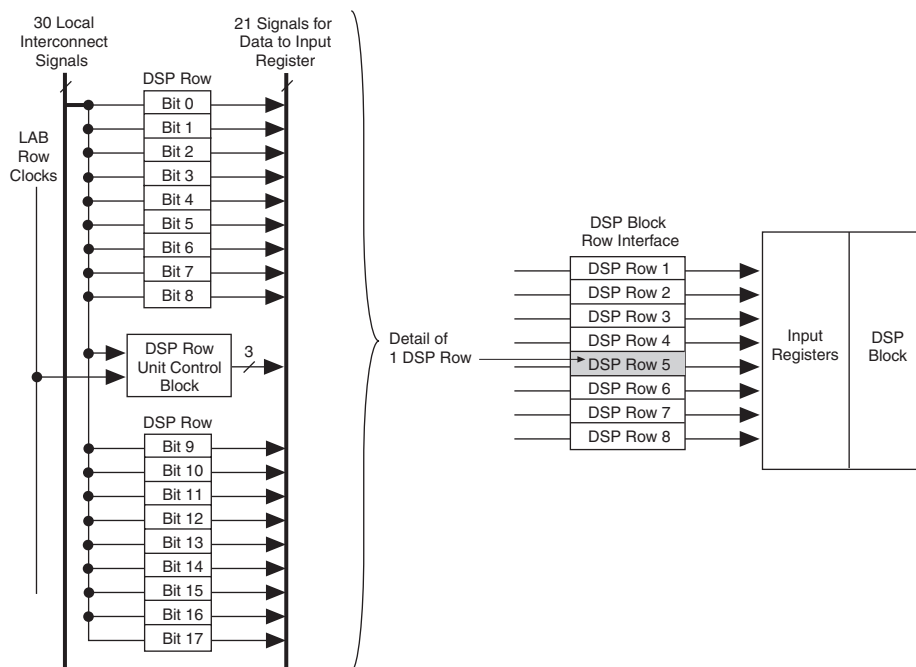 30 Local
Interconnect
Signals
21 Signals for
Data to Input
Register
DSP Row
Bit 0
Bit 1
Bit 2
Bit 3
Bit 4
Bit 5
Bit 6
Bit 7
Bit 8
LAB
Row
Clocks
DSP Row
Unit Control
Block
3
DSP Row
Bit 9
Bit 10
Bit 11
Bit 12
Bit 13
Bit 14
Bit 15
Bit 16
Bit 17
Detail of
1 DSP Row
DSP Block
Row Interface
DSP Row 1
DSP Row 2
DSP Row 3
DSP Row 4
DSP Row 5
DSP Row 6
DSP Row 7
DSP Row 8
Input
Registers
DSP
Block